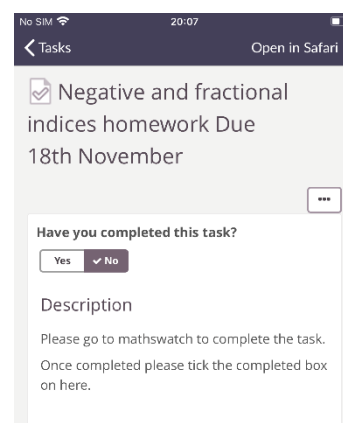 No SIM 20:07
Tasks Open in Safari
Negative and fractional
indices homework Due
18th November
•••
Have you completed this task?
Yes ✔ No
Description
Please go to mathswatch to complete the task.
Once completed please tick the completed box
on here.